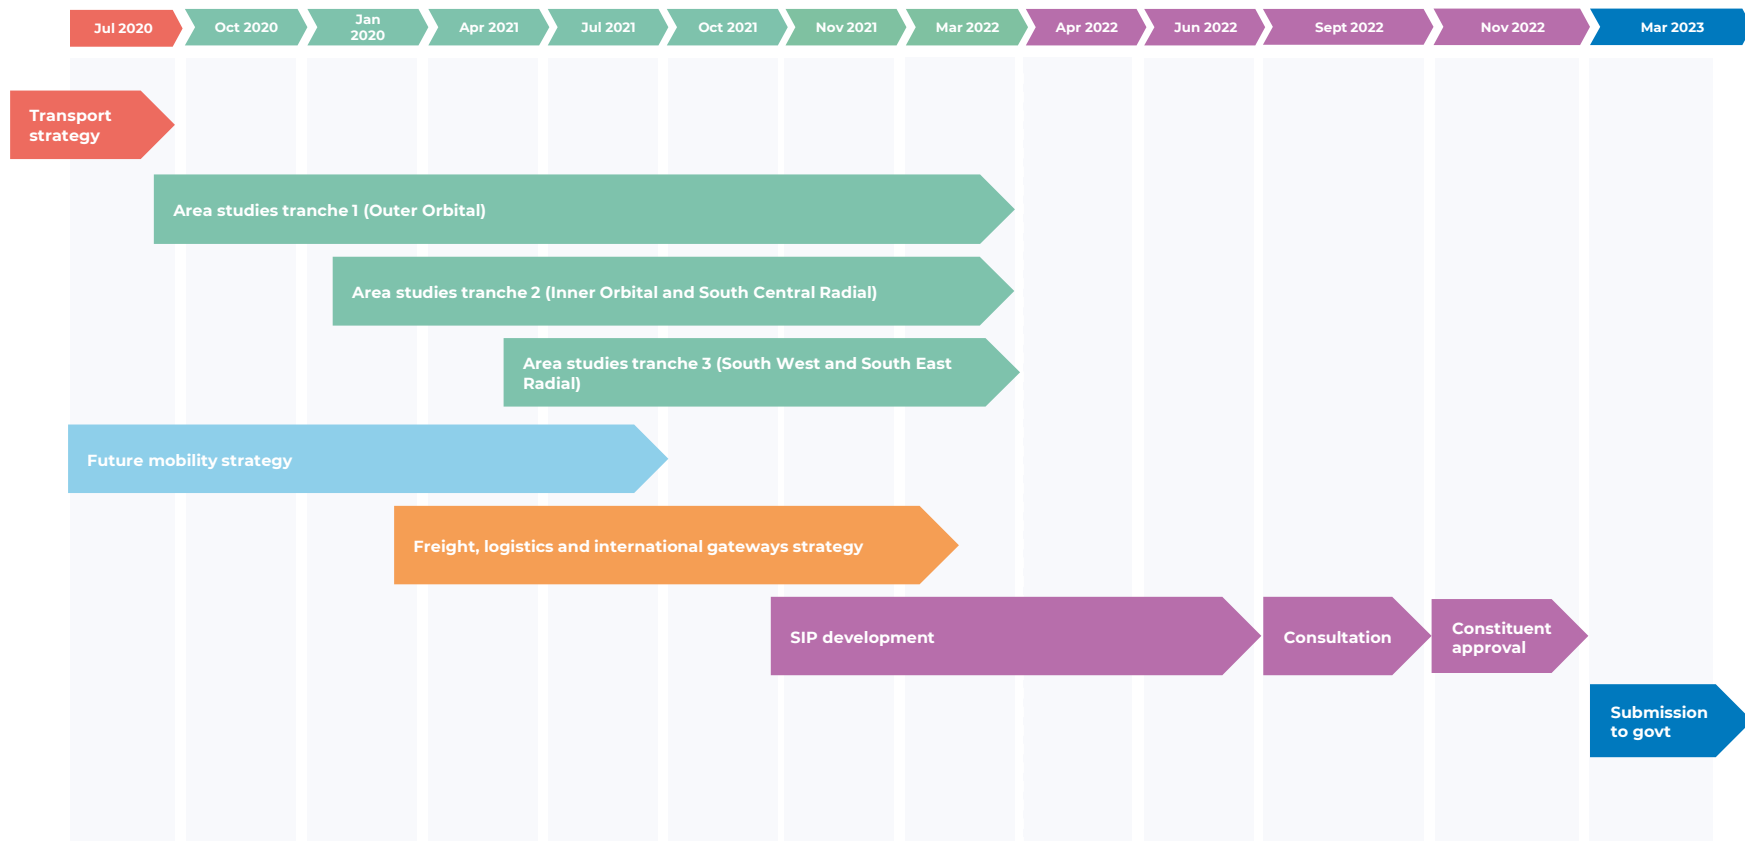 Jul 2020
Oct 2020
Jan
2020
Apr 2021
Jul 2021
Oct 2021
Nov 2021
Mar 2022
Apr 2022
Jun 2022
Sept 2022
Nov 2022
Mar 2023
Transport
strategy
Area studies tranche 1 (Outer Orbital)
Area studies tranche 2 (Inner Orbital and South Central Radial)
Area studies tranche 3 (South West and South East
Radial)
Future mobility strategy
Freight, logistics and international gateways strategy
SIP development
Consultation
Constituent
approval
Submission
to govt